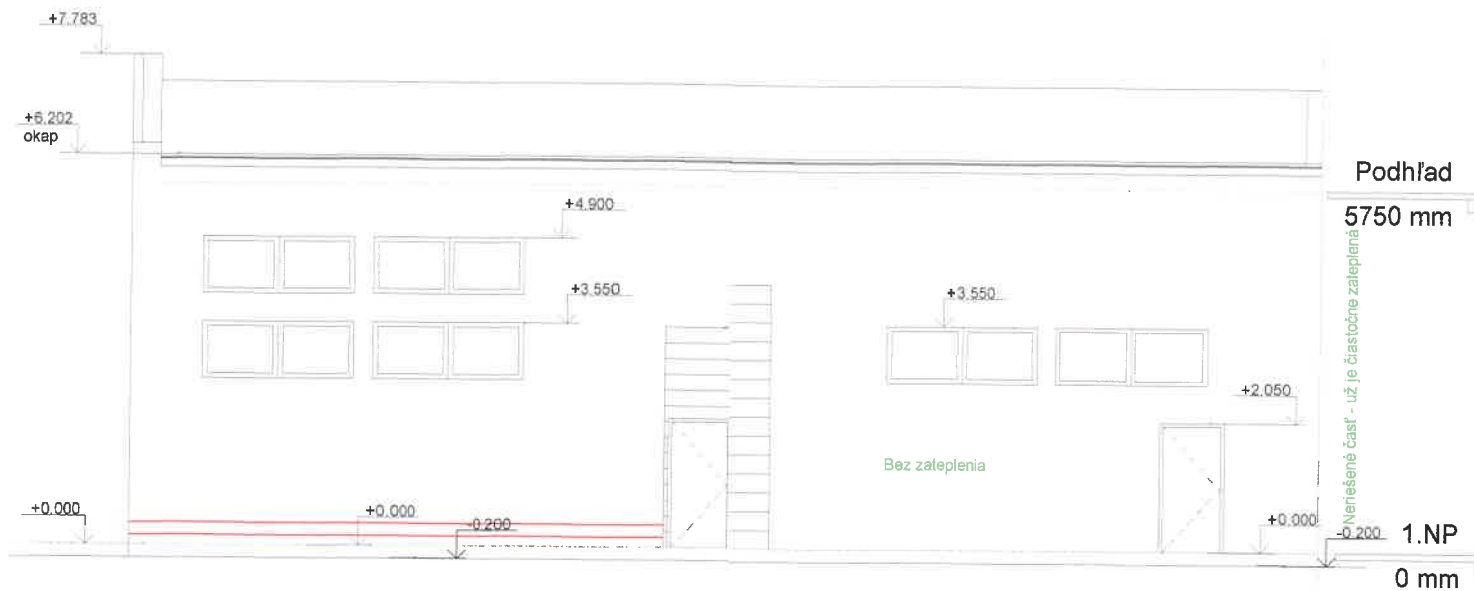 +7.783
+6.202
okap
Podhľad
5750 mm
+4.900
+3.550
+3.550
+2.050
Neriešené časť - už je čiastočne zateplená
Bez zateplenia
+0.000
+0.000
-0.200
+0.000
-0.200
1.NP
0 mm